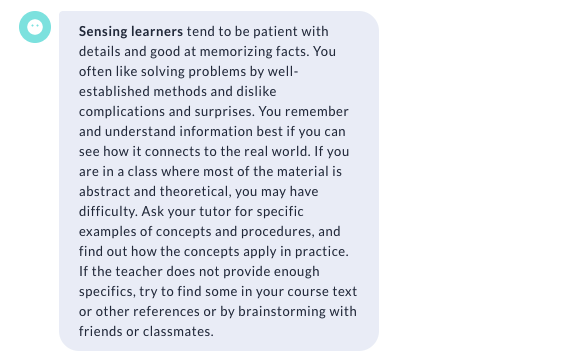 Sensing learners tend to be patient with
details and good at memorizing facts. You
often like solving problems by well-
established methods and dislike
complications and surprises. You remember
and understand information best if you can
see how it connects to the real world. If you
are in a class where most of the material is
abstract and theoretical, you may have
difficulty. Ask your tutor for specific
examples of concepts and procedures, and
find out how the concepts apply in practice.
If the teacher does not provide enough
specifics, try to find some in your course text
or other references or by brainstorming with
friends or classmates.